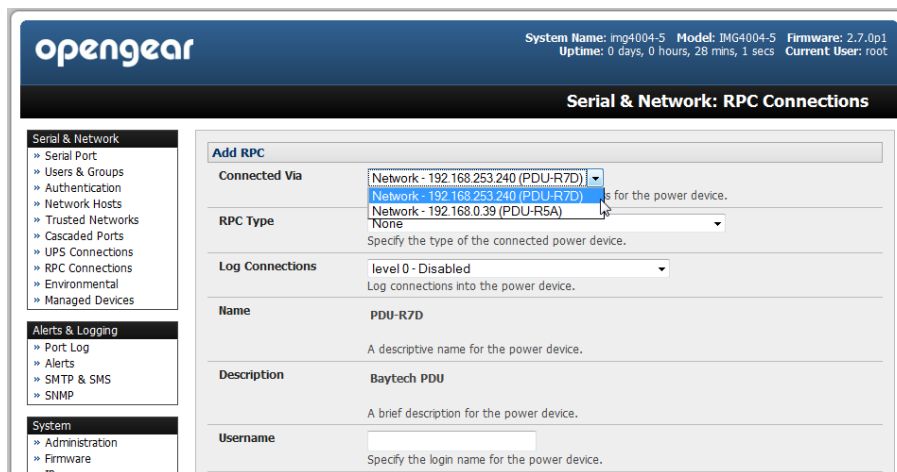 opengear
System Name: img4004-5 Model: IMG4004-5 Firmware: 2.7.0p1
Uptime: 0 days, 0 hours, 28 mins, 1 secs Current User: root
Serial & Network: RPC Connections
Serial & Network
» Serial Port
» Users & Groups
» Authentication
» Network Hosts
» Trusted Networks
» Cascaded Ports
» UPS Connections
» RPC Connections
» Environmental
» Managed Devices
Alerts & Logging
» Port Log
» Alerts
» SMTP & SMS
» SNMP
System
» Administration
» Firmware
Add RPC
Connected Via
Network - 192.168.253.240 (PDU-R7D)
Network - 192.168.253.240 (PDU-R7D)
s for the power device.
Network - 192.168.0.39 (PDU-R5A)
RPC Type
None
Specify the type of the connected power device.
Log Connections
level 0 - Disabled
Log connections into the power device.
Name
PDU-R7D
A descriptive name for the power device.
Description
Baytech PDU
A brief description for the power device.
Username
Specify the login name for the power device.